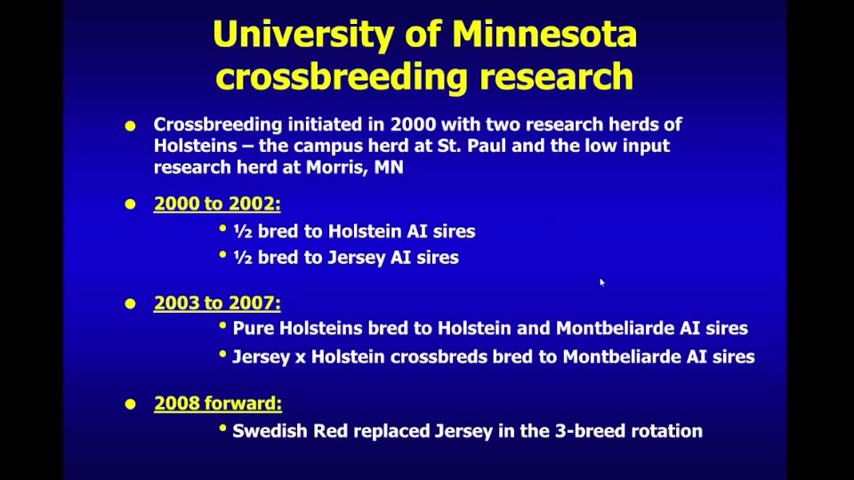 University of Minnesota
crossbreeding research
• Crossbreeding initiated in 2000 with two research herds of
Holsteins – the campus herd at St. Paul and the low input
research herd at Morris, MN
• 2000 to 2002:
• ½ bred to Holstein AI sires
• ½ bred to Jersey AI sires
• 2003 to 2007:
• Pure Holsteins bred to Holstein and Montbeliarde AI sires
• Jersey x Holstein crossbreds bred to Montbeliarde AI sires
• 2008 forward:
• Swedish Red replaced Jersey in the 3-breed rotation